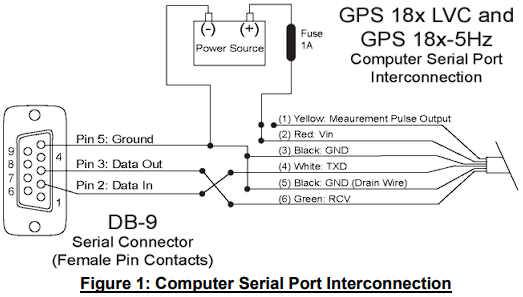 GPS 18x LVC and
GPS 18x-5Hz
Computer Serial Port
Interconnection
(-) (+)
Power Source
Fuse
1A
(1) Yellow: Meaurement Pulse Output
(2) Red: Vin
(3) Black: GND
(4) White: TXD
(5) Black: GND (Drain Wire)
(6) Green: RCV
Pin 5: Ground
Pin 3: Data Out
Pin 2: Data In
9
8
7
6
4
1
DB-9
Serial Connector
(Female Pin Contacts)
Figure 1: Computer Serial Port Interconnection